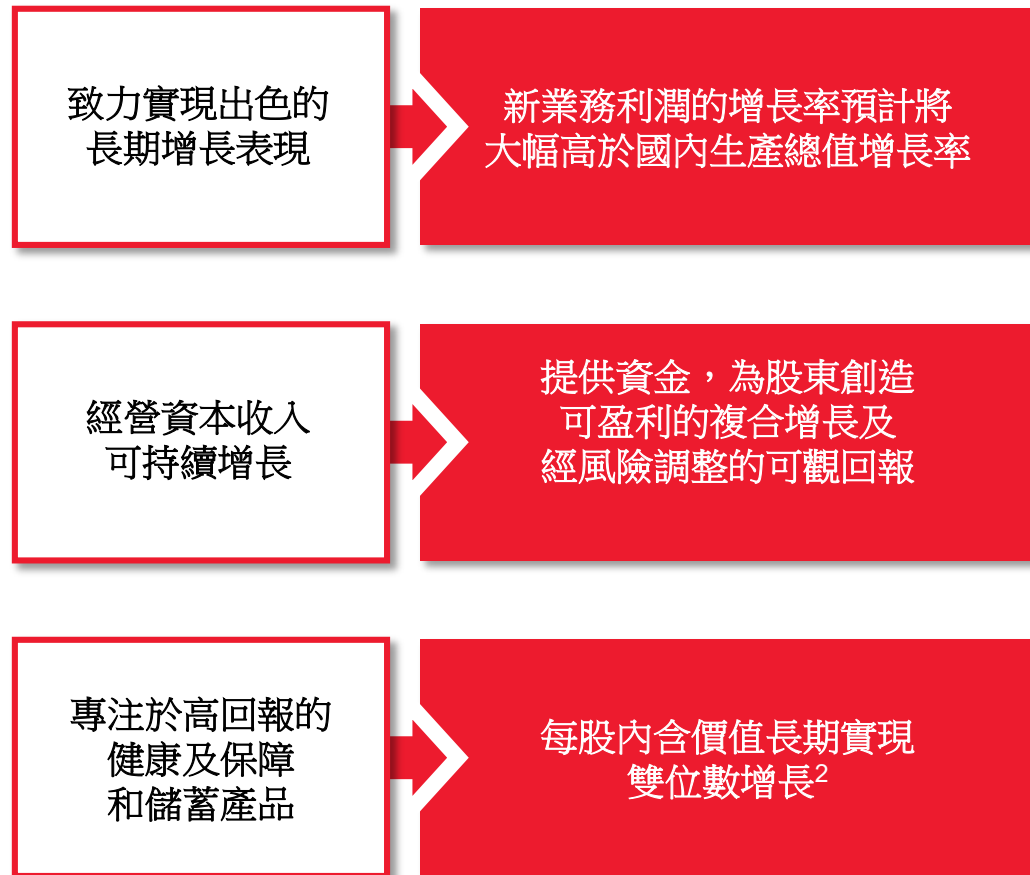 致力實現出色的
長期增長表現
新業務利潤的增長率預計將
大幅高於國內生產總值增長率
經營資本收入
可持續增長
提供資金，為股東創造
可盈利的複合增長及
經風險調整的可觀回報
專注於高回報的
健康及保障
和儲蓄產品
每股內含價值長期實現
雙位數增長2